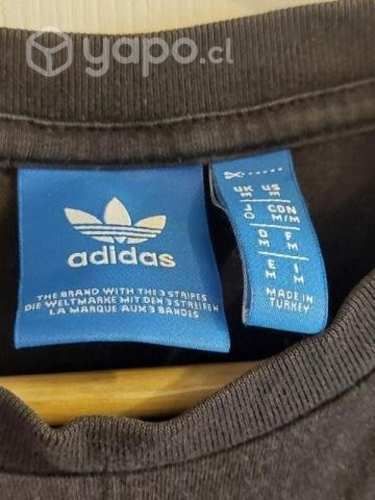 yapo.cl
adidas
THE BRAND WITH THE 3 STRIPES
DIE WELTMARKE MIT DEN 3 STREIFEN
LA MARQUE AUX 3 BANDES
UK US
M M
J CDN
O M/M
D F
M M
E I
M M
MADE IN
TURKEY